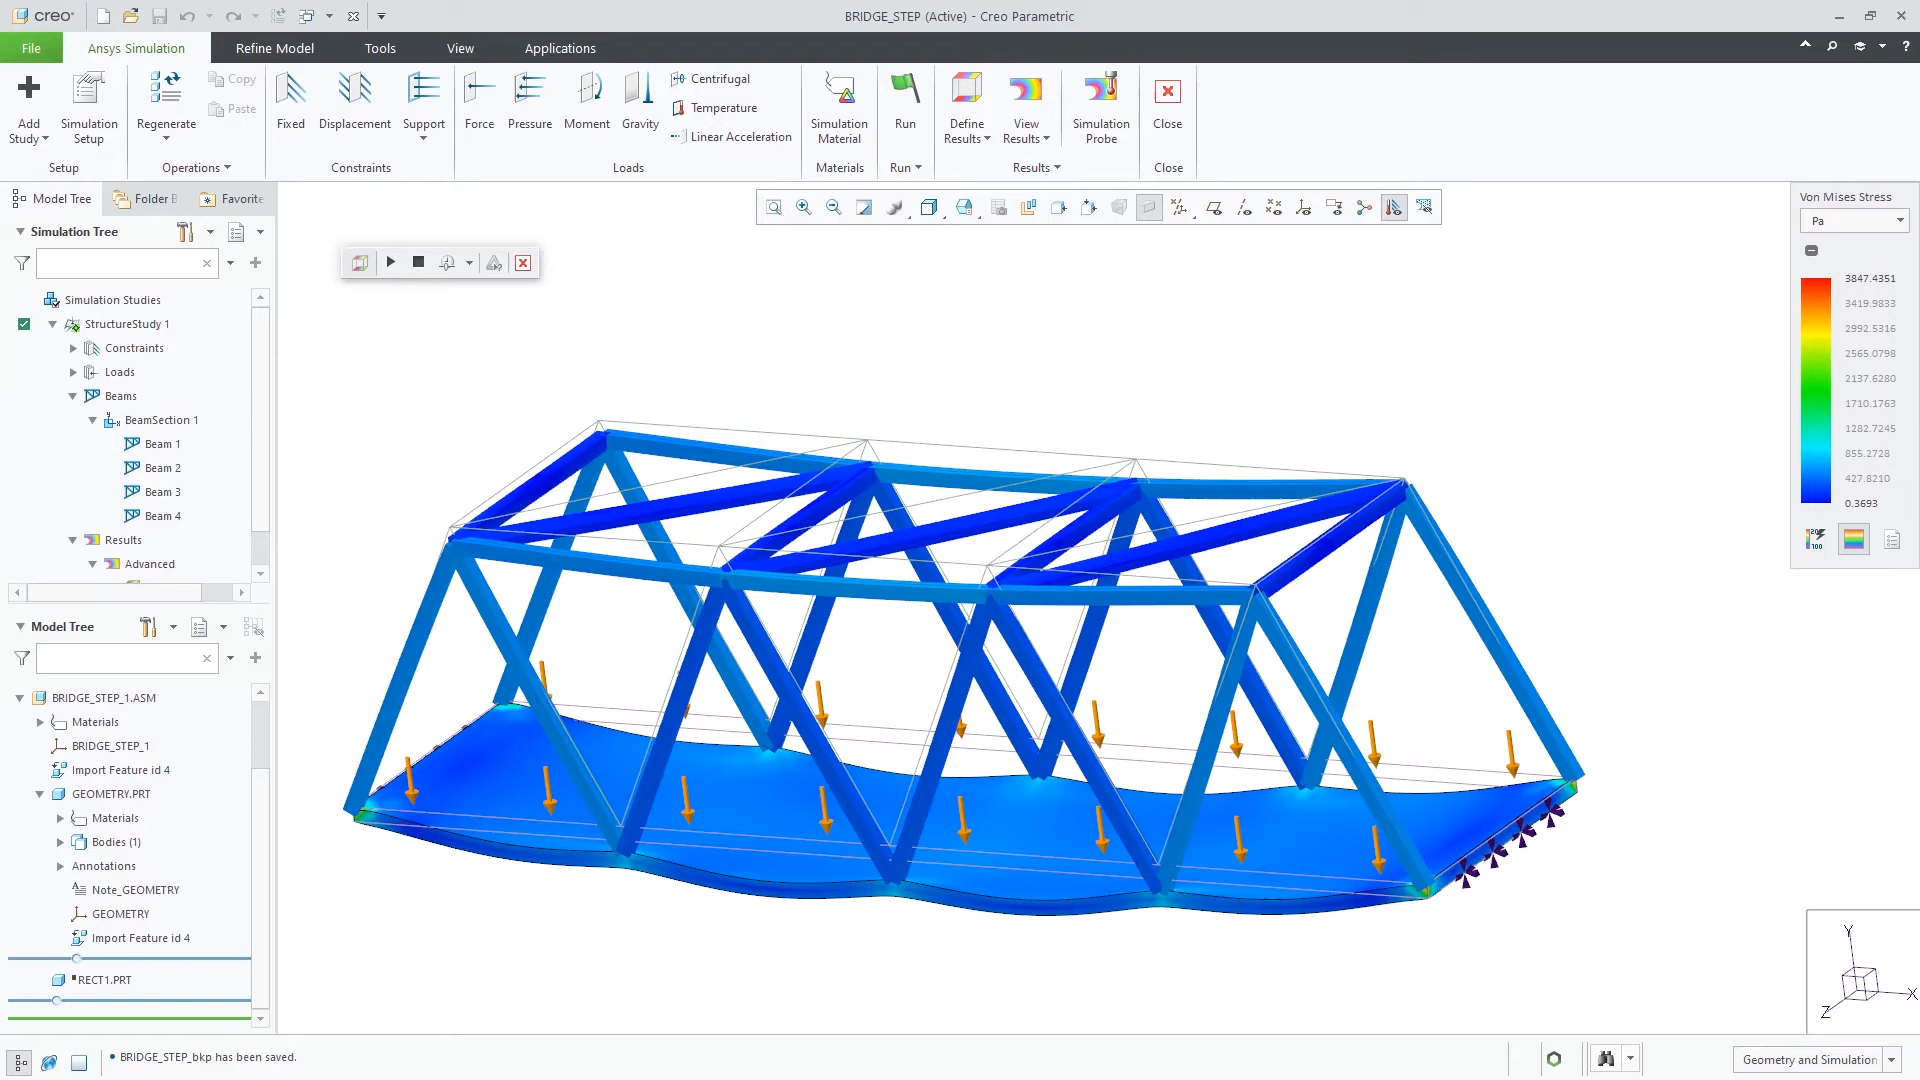 creo
BRIDGE_STEP (Active) - Creo Parametric
File
Ansys Simulation
Refine Model
Tools
View
Applications
?
Add Study
Simulation Setup
Setup
Regenerate
Copy
Paste
Operations
Fixed
Displacement
Support
Constraints
Force
Pressure
Moment
Gravity
Centrifugal
Temperature
Linear Acceleration
Loads
Simulation Material
Materials
Run
Run
Define Results
View Results
Simulation Probe
Results
Close
Close
Model Tree
Folder B
Favorite
Simulation Tree
Simulation Studies
StructureStudy 1
Constraints
Loads
Beams
BeamSection 1
Beam 1
Beam 2
Beam 3
Beam 4
Results
Advanced
Model Tree
BRIDGE_STEP_1.ASM
Materials
BRIDGE_STEP_1
Import Feature id 4
GEOMETRY.PRT
Materials
Bodies (1)
Annotations
Note_GEOMETRY
GEOMETRY
Import Feature id 4
RECT1.PRT
Von Mises Stress
Pa
3847.4351
3419.9833
2992.5316
2565.0798
2137.6280
1710.1763
1282.7245
855.2728
427.8210
0.3693
Y
X
Z
BRIDGE_STEP_bkp has been saved.
Geometry and Simulation